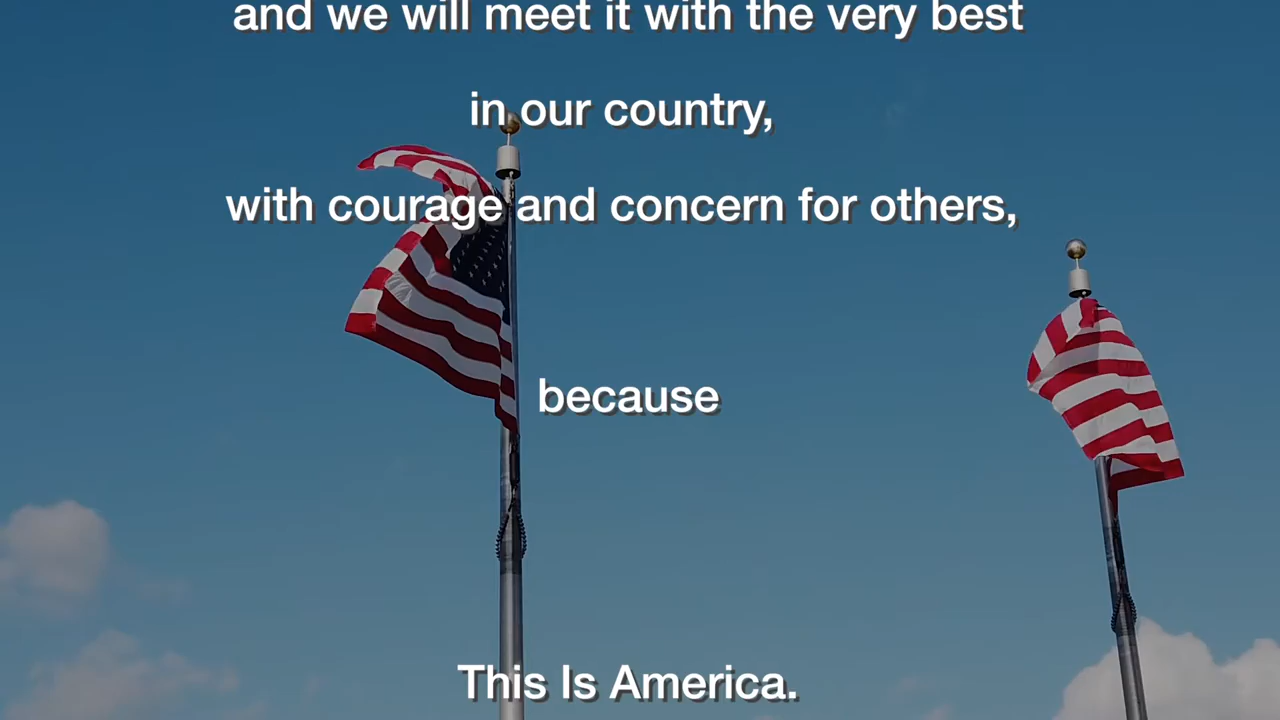 and we will meet it with the very best
in our country,
with courage and concern for others,
because
This Is America.